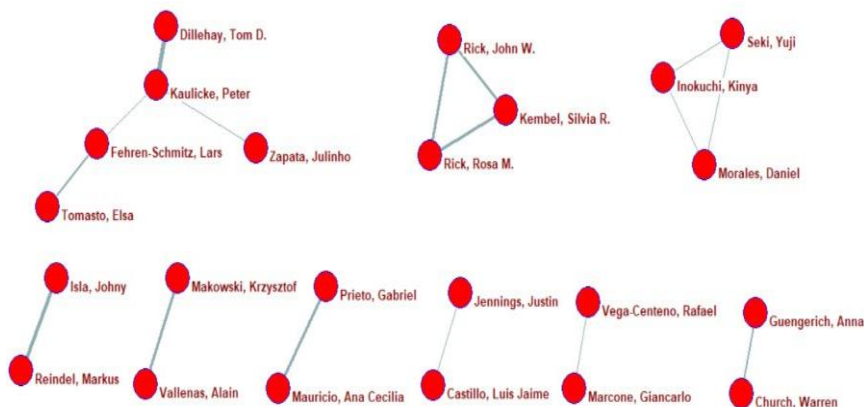 Dillehay, Tom D.
Kaulicke, Peter
Fehren-Schmitz, Lars
Zapata, Julinho
Tomasto, Elsa
Rick, John W.
Kembel, Silvia R.
Rick, Rosa M.
Seki, Yuji
Inokuchi, Kinya
Morales, Daniel
Isla, Johny
Reindel, Markus
Makowski, Krzysztof
Vallenas, Alain
Prieto, Gabriel
Mauricio, Ana Cecilia
Jennings, Justin
Castillo, Luis Jaime
Vega-Centeno, Rafael
Marcone, Giancarlo
Guengerich, Anna
Church, Warren